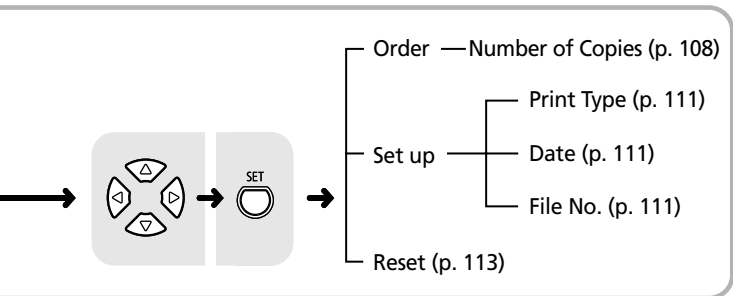 Order
Number of Copies (p. 108)
Print Type (p. 111)
Set up
Date (p. 111)
File No. (p. 111)
SET
Reset (p. 113)